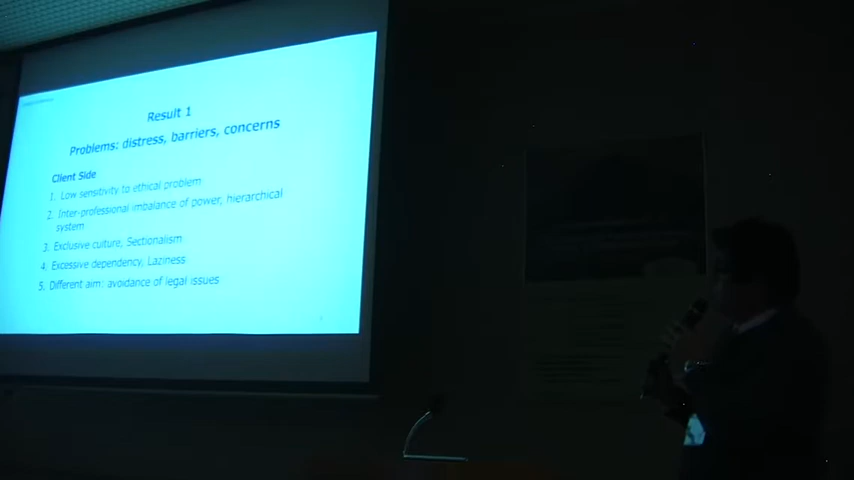 Result 1
Problems: distress, barriers, concerns
Client Side
1. Low sensitivity to ethical problem
2. Inter-professional imbalance of power, hierarchical
system
3. Exclusive culture, Sectionalism
4. Excessive dependency, Laziness
5. Different aim: avoidance of legal issues